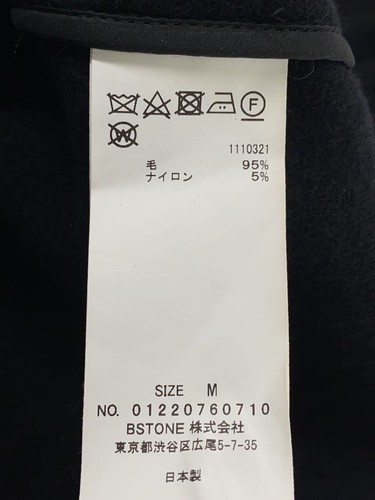 F
W
1110321
毛 95%
ナイロン 5%
SIZE M
NO. 01220760710
BSTONE 株式会社
東京都渋谷区広尾5-7-35
日本製